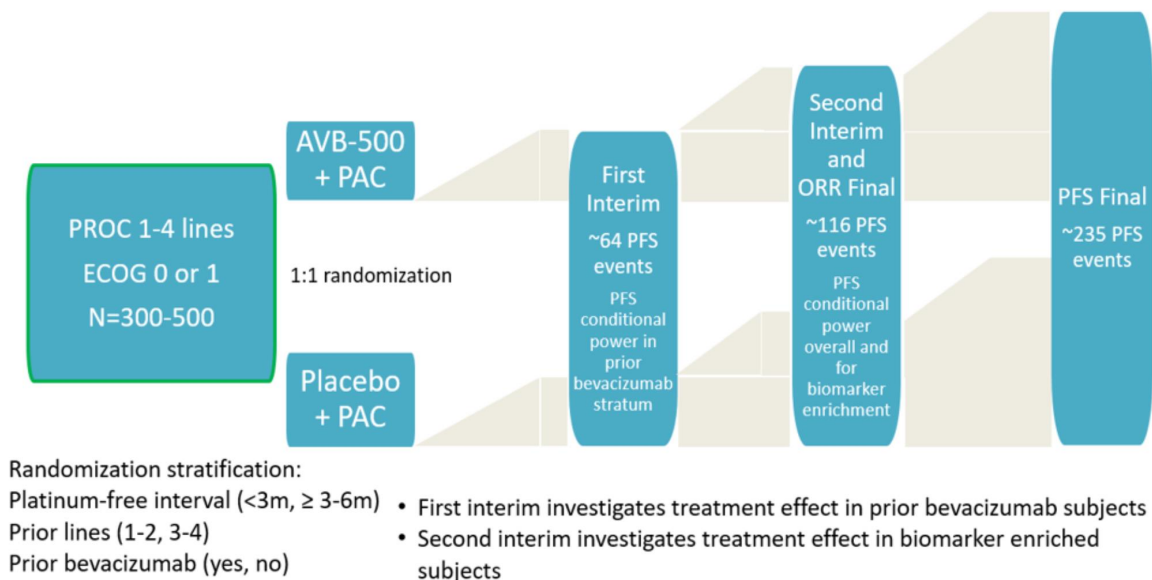 PROC 1-4 lines
ECOG 0 or 1
N=300-500
AVB-500
+ PAC
1:1 randomization
Placebo
+ PAC
First
Interim
~64 PFS
events
PFS
conditional
power in
prior
bevacizumab
stratum
Second
Interim
and
ORR Final
~116 PFS
events
PFS
conditional
power
overall and
for
biomarker
enrichment
PFS Final
~235 PFS
events
Randomization stratification:
Platinum-free interval (<3m, ≥ 3-6m)
Prior lines (1-2, 3-4)
Prior bevacizumab (yes, no)
• First interim investigates treatment effect in prior bevacizumab subjects
• Second interim investigates treatment effect in biomarker enriched
subjects